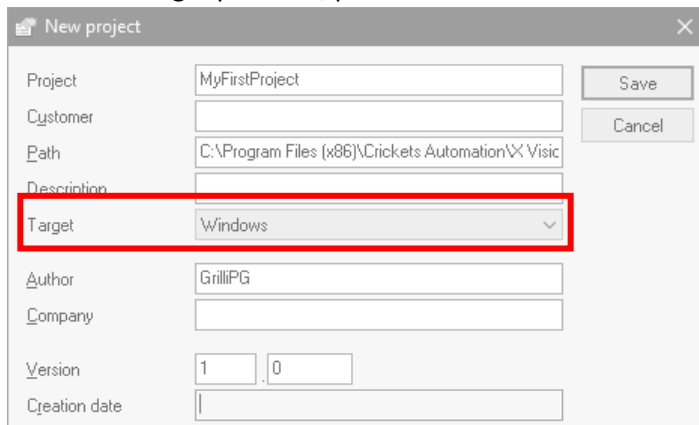 New project
Project MyFirstProject Save
Customer Cancel
Path C:\Program Files (x86)\Crickets Automation\X Visic
Description
Target Windows
Author GrilliPG
Company
Version 1 . 0
Creation date